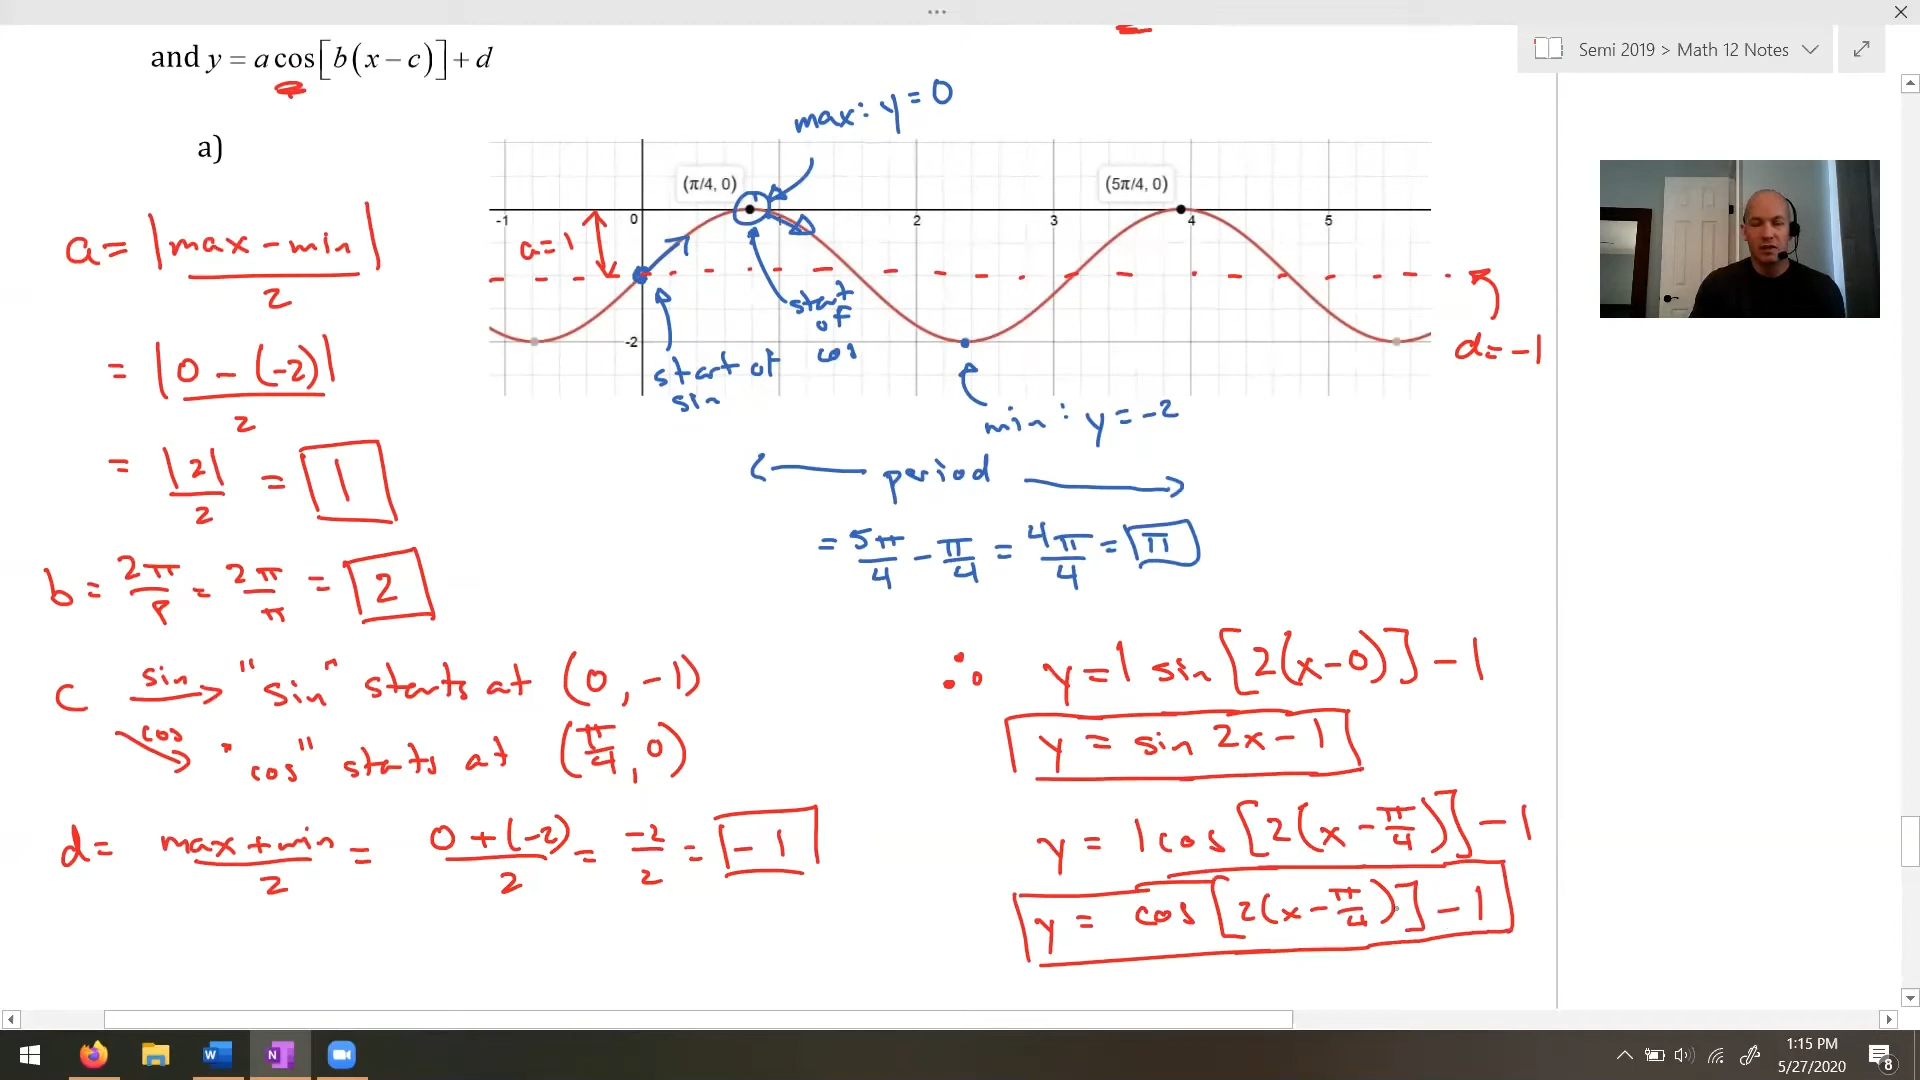 and y = a cos[b(x − c)] + d
Semi 2019 > Math 12 Notes
a)
max: y = 0
(π/4, 0)
(5π/4, 0)
-1 0 2 3 4 5
-2
a = 1
start of sin
start of cos
min: y = -2
d = -1
← period →
= 5π/4 - π/4 = 4π/4 = π
a = |max - min|/2
= |0 - (-2)|/2
= |2|/2 = 1
b = 2π/P = 2π/π = 2
c sin → "sin" starts at (0, -1)
cos → "cos" starts at (π/4, 0)
d = max + min/2 = 0 + (-2)/2 = -2/2 = -1
∴ y = 1 sin[2(x-0)] - 1
y = sin 2x - 1
y = 1 cos[2(x - π/4)] - 1
y = cos[2(x - π/4)] - 1
1:15 PM
5/27/2020
8